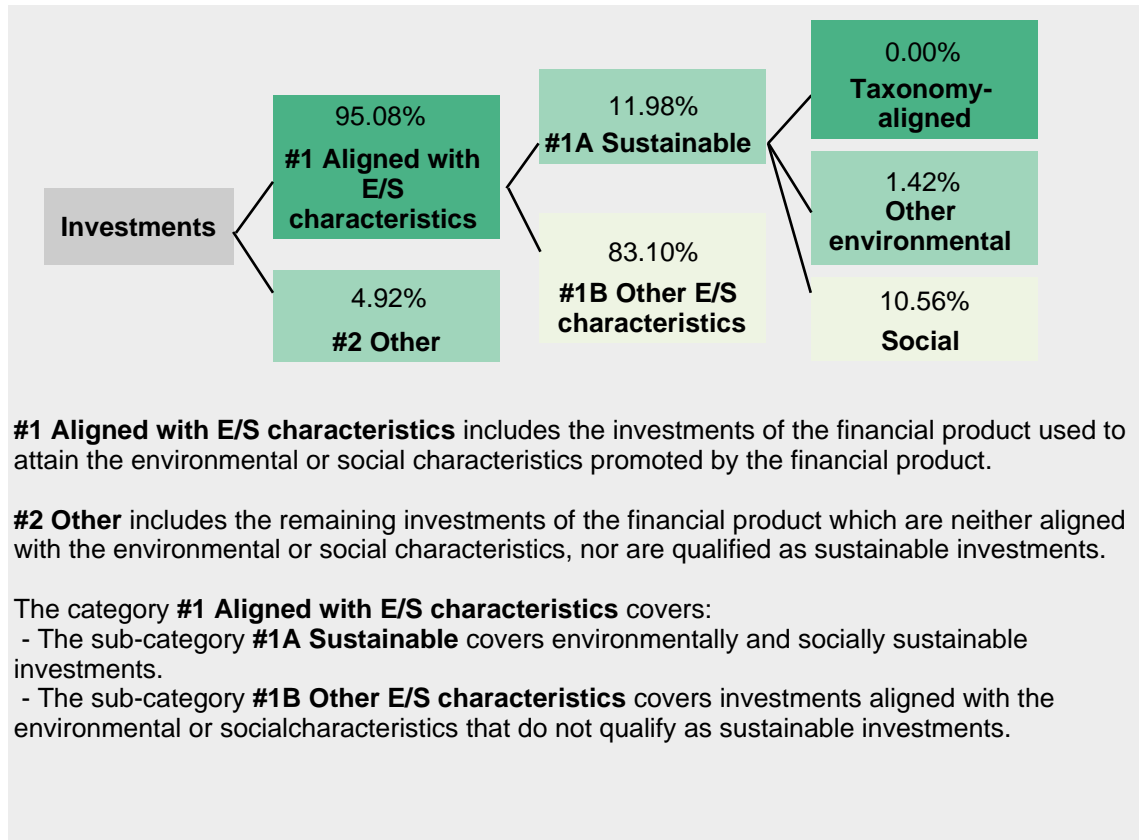 Investments
95.08%
#1 Aligned with
E/S
characteristics
4.92%
#2 Other
11.98%
#1A Sustainable
83.10%
#1B Other E/S
characteristics
0.00%
Taxonomy-
aligned
1.42%
Other
environmental
10.56%
Social
#1 Aligned with E/S characteristics includes the investments of the financial product used to
attain the environmental or social characteristics promoted by the financial product.
#2 Other includes the remaining investments of the financial product which are neither aligned
with the environmental or social characteristics, nor are qualified as sustainable investments.
The category #1 Aligned with E/S characteristics covers:
- The sub-category #1A Sustainable covers environmentally and socially sustainable
investments.
- The sub-category #1B Other E/S characteristics covers investments aligned with the
environmental or socialcharacteristics that do not qualify as sustainable investments.